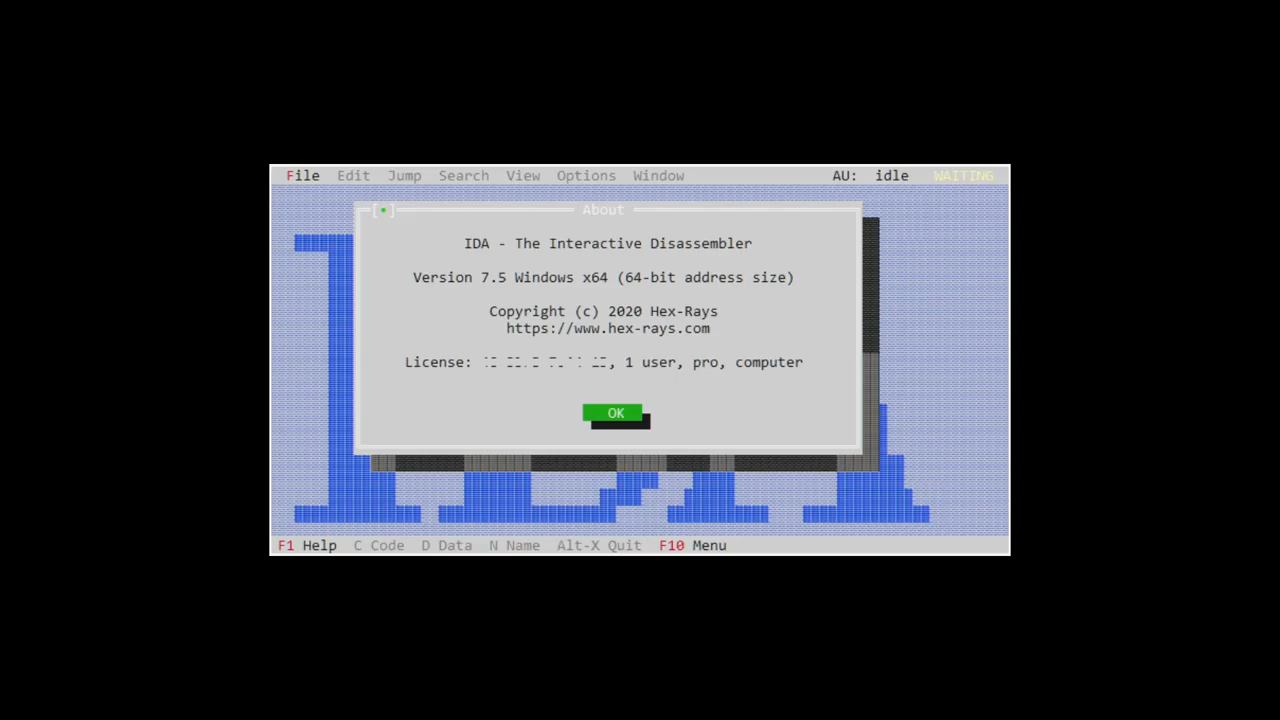 File Edit Jump Search View Options Window AU: idle WAITING
[•] About
IDA - The Interactive Disassembler
Version 7.5 Windows x64 (64-bit address size)
Copyright (c) 2020 Hex-Rays
https://www.hex-rays.com
License: , 1 user, pro, computer
OK
F1 Help C Code D Data N Name Alt-X Quit F10 Menu